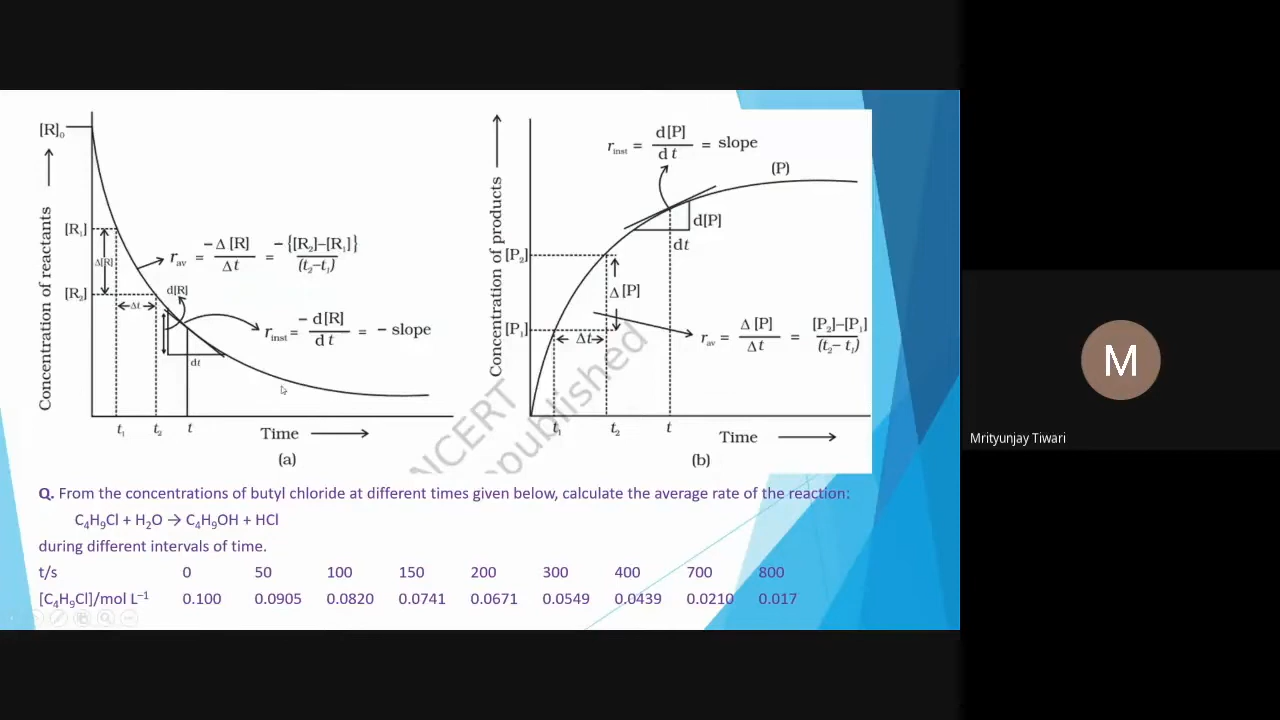 [R]₀
Concentration of reactants
[R₁]
Δ[R]
[R₂]
r_av = −Δ[R]/Δt = −{[R₂]–[R₁]}/(t₂–t₁)
Δt
d[R]
r_inst = −d[R]/dt = − slope
dt
t₁ t₂ t
Time
(a)
Concentration of products
r_inst = d[P]/dt = slope
(P)
d[P]
dt
[P₂]
Δ[P]
[P₁]
Δt
r_av = Δ[P]/Δt = [P₂]–[P₁]/(t₂– t₁)
t₁ t₂ t
Time
(b)
NCERT
republished
Q. From the concentrations of butyl chloride at different times given below, calculate the average rate of the reaction:
C₄H₉Cl + H₂O → C₄H₉OH + HCl
during different intervals of time.
t/s 0 50 100 150 200 300 400 700 800
[C₄H₉Cl]/mol L⁻¹ 0.100 0.0905 0.0820 0.0741 0.0671 0.0549 0.0439 0.0210 0.017
M
Mrityunjay Tiwari